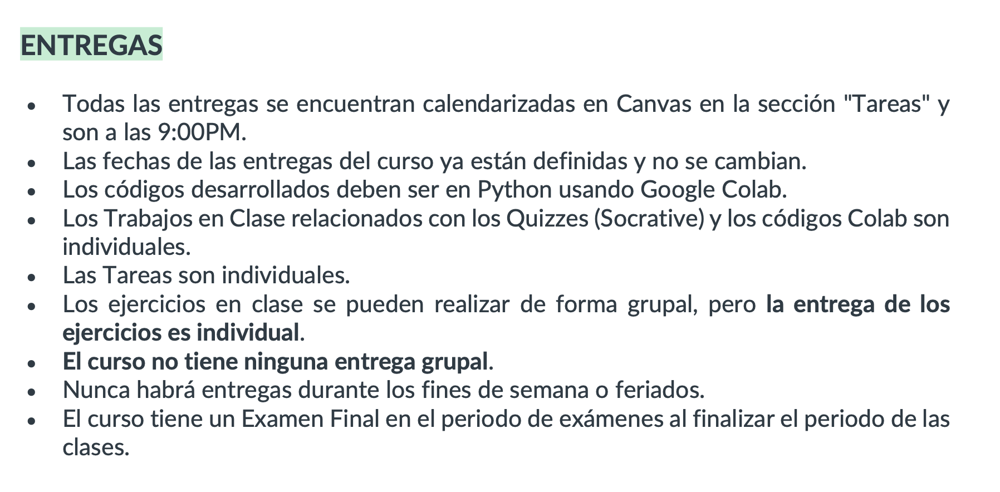 ENTREGAS
• Todas las entregas se encuentran calendarizadas en Canvas en la sección "Tareas" y
son a las 9:00PM.
• Las fechas de las entregas del curso ya están definidas y no se cambian.
• Los códigos desarrollados deben ser en Python usando Google Colab.
• Los Trabajos en Clase relacionados con los Quizzes (Socrative) y los códigos Colab son
individuales.
• Las Tareas son individuales.
• Los ejercicios en clase se pueden realizar de forma grupal, pero la entrega de los
ejercicios es individual.
• El curso no tiene ninguna entrega grupal.
• Nunca habrá entregas durante los fines de semana o feriados.
• El curso tiene un Examen Final en el periodo de exámenes al finalizar el periodo de las
clases.